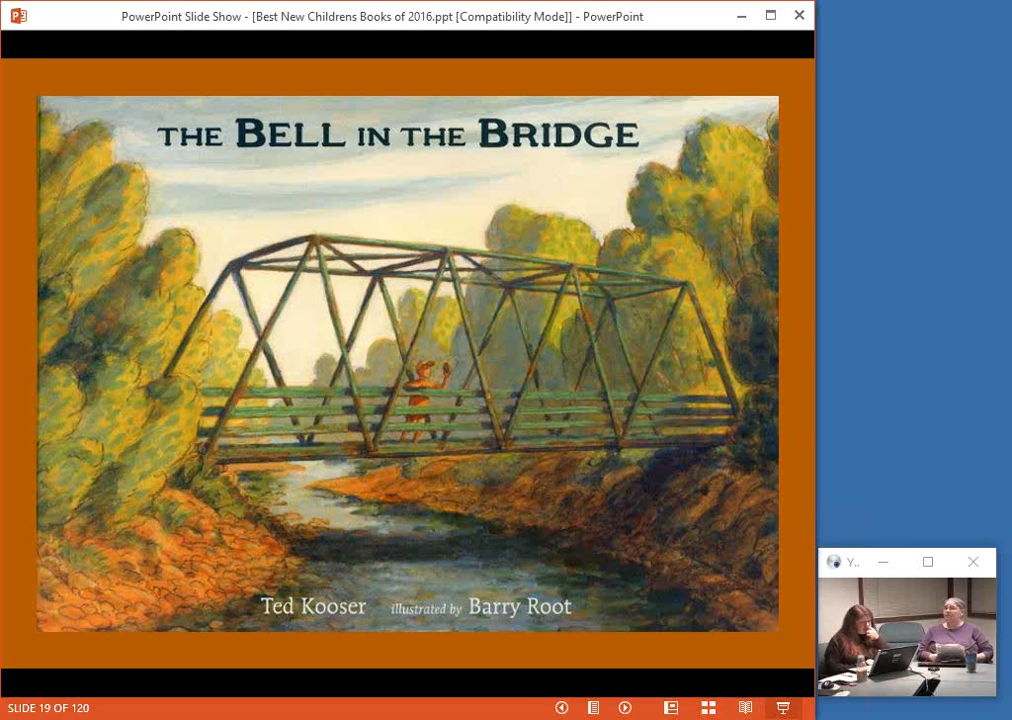 PowerPoint Slide Show - [Best New Childrens Books of 2016.ppt [Compatibility Mode]] - PowerPoint
THE BELL IN THE BRIDGE
Y..
Ted Kooser illustrated by Barry Root
SLIDE 19 OF 120